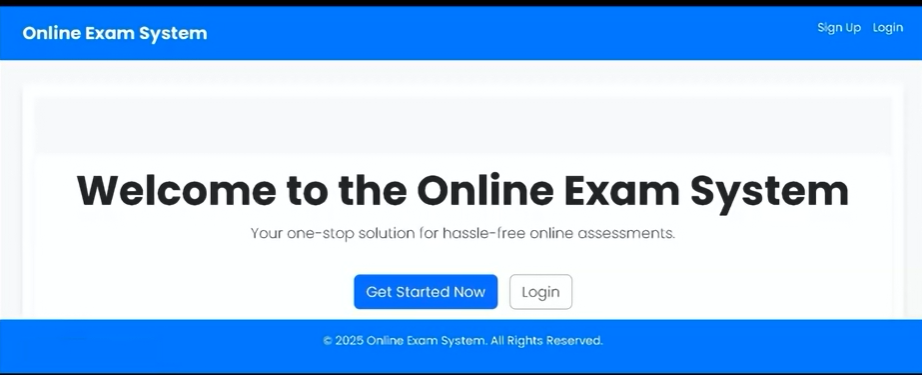 Online Exam System
Sign Up Login
Welcome to the Online Exam System
Your one-stop solution for hassle-free online assessments.
Get Started Now Login
© 2025 Online Exam System. All Rights Reserved.